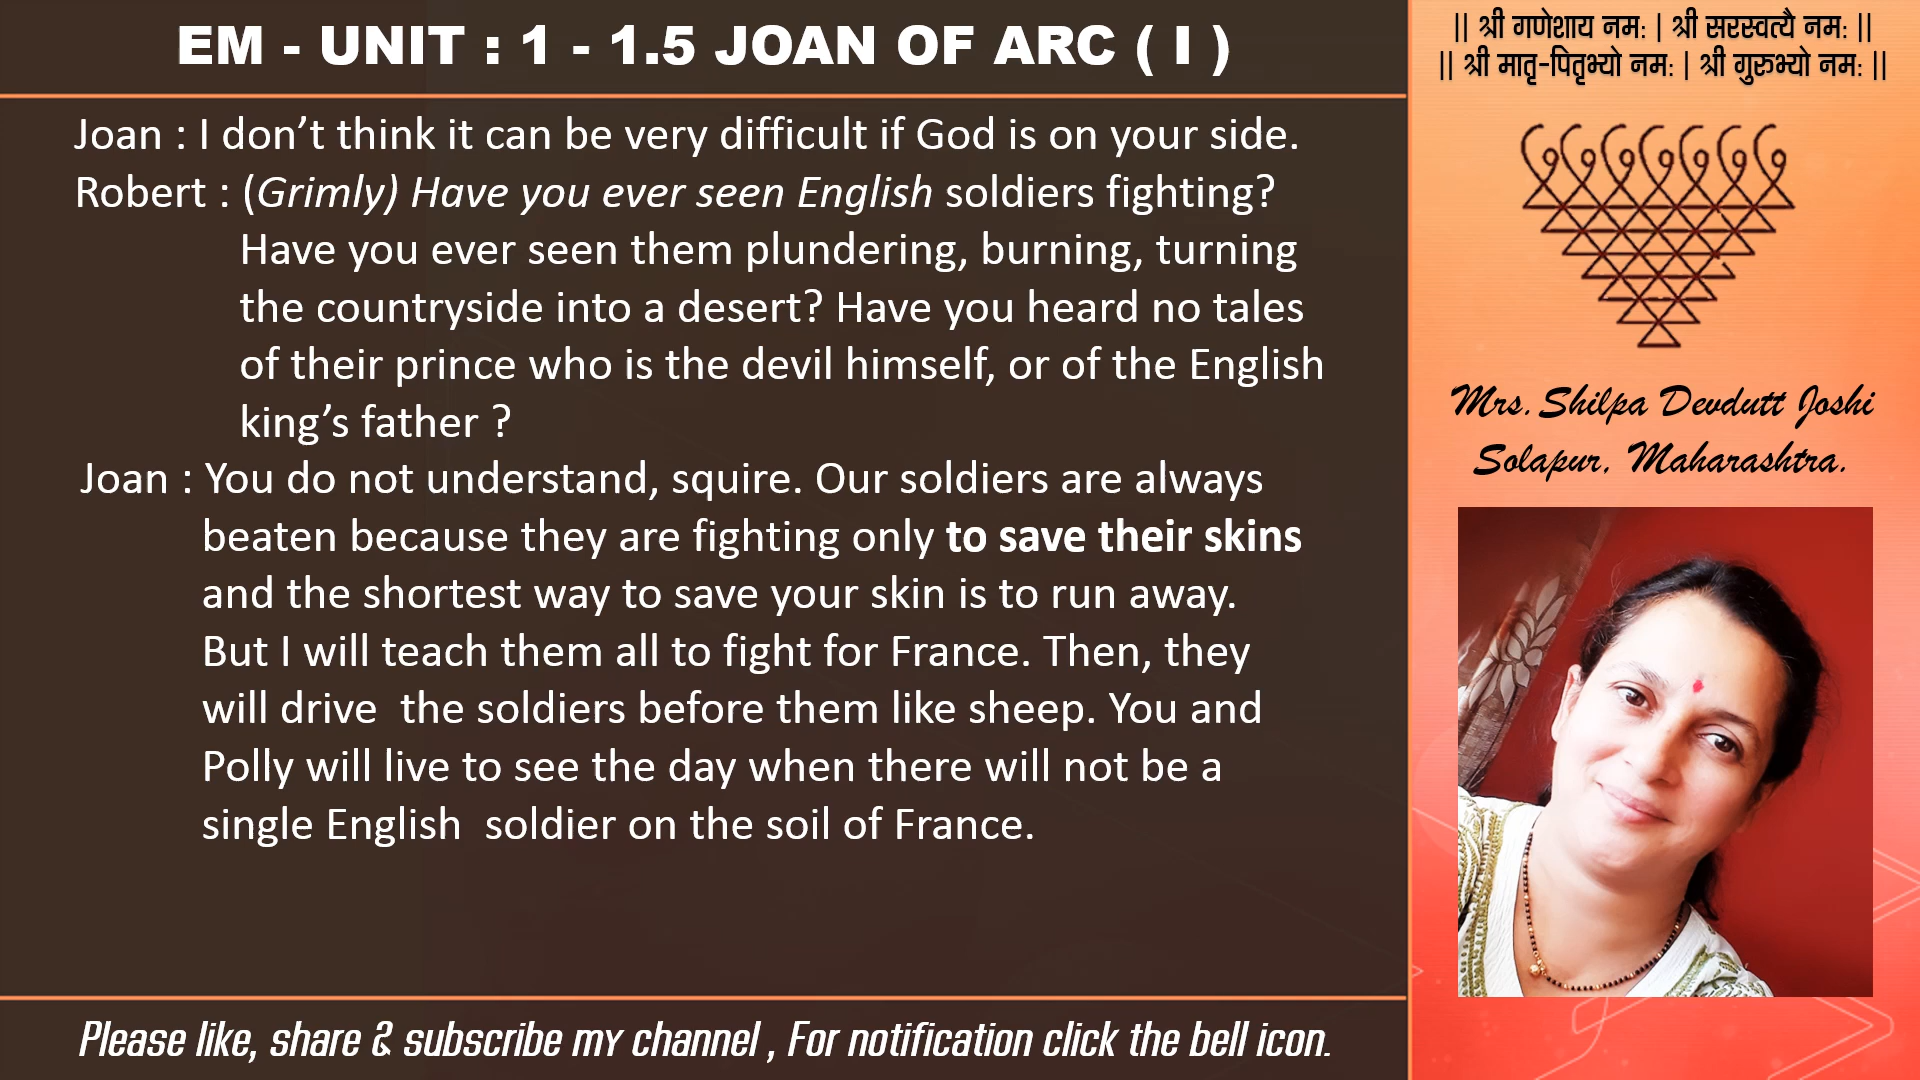 EM - UNIT : 1 - 1.5 JOAN OF ARC ( I )
Joan : I don’t think it can be very difficult if God is on your side.
Robert : (Grimly) Have you ever seen English soldiers fighting?
Have you ever seen them plundering, burning, turning
the countryside into a desert? Have you heard no tales
of their prince who is the devil himself, or of the English
king’s father ?
Joan : You do not understand, squire. Our soldiers are always
beaten because they are fighting only to save their skins
and the shortest way to save your skin is to run away.
But I will teach them all to fight for France. Then, they
will drive  the soldiers before them like sheep. You and
Polly will live to see the day when there will not be a
single English  soldier on the soil of France.
Please like, share & subscribe my channel , For notification click the bell icon.
|| श्री गणेशाय नमः | श्री सरस्वत्यै नमः ||
|| श्री मातृ-पितृभ्यो नमः | श्री गुरुभ्यो नमः ||
Mrs. Shilpa Devdutt Joshi
Solapur, Maharashtra.